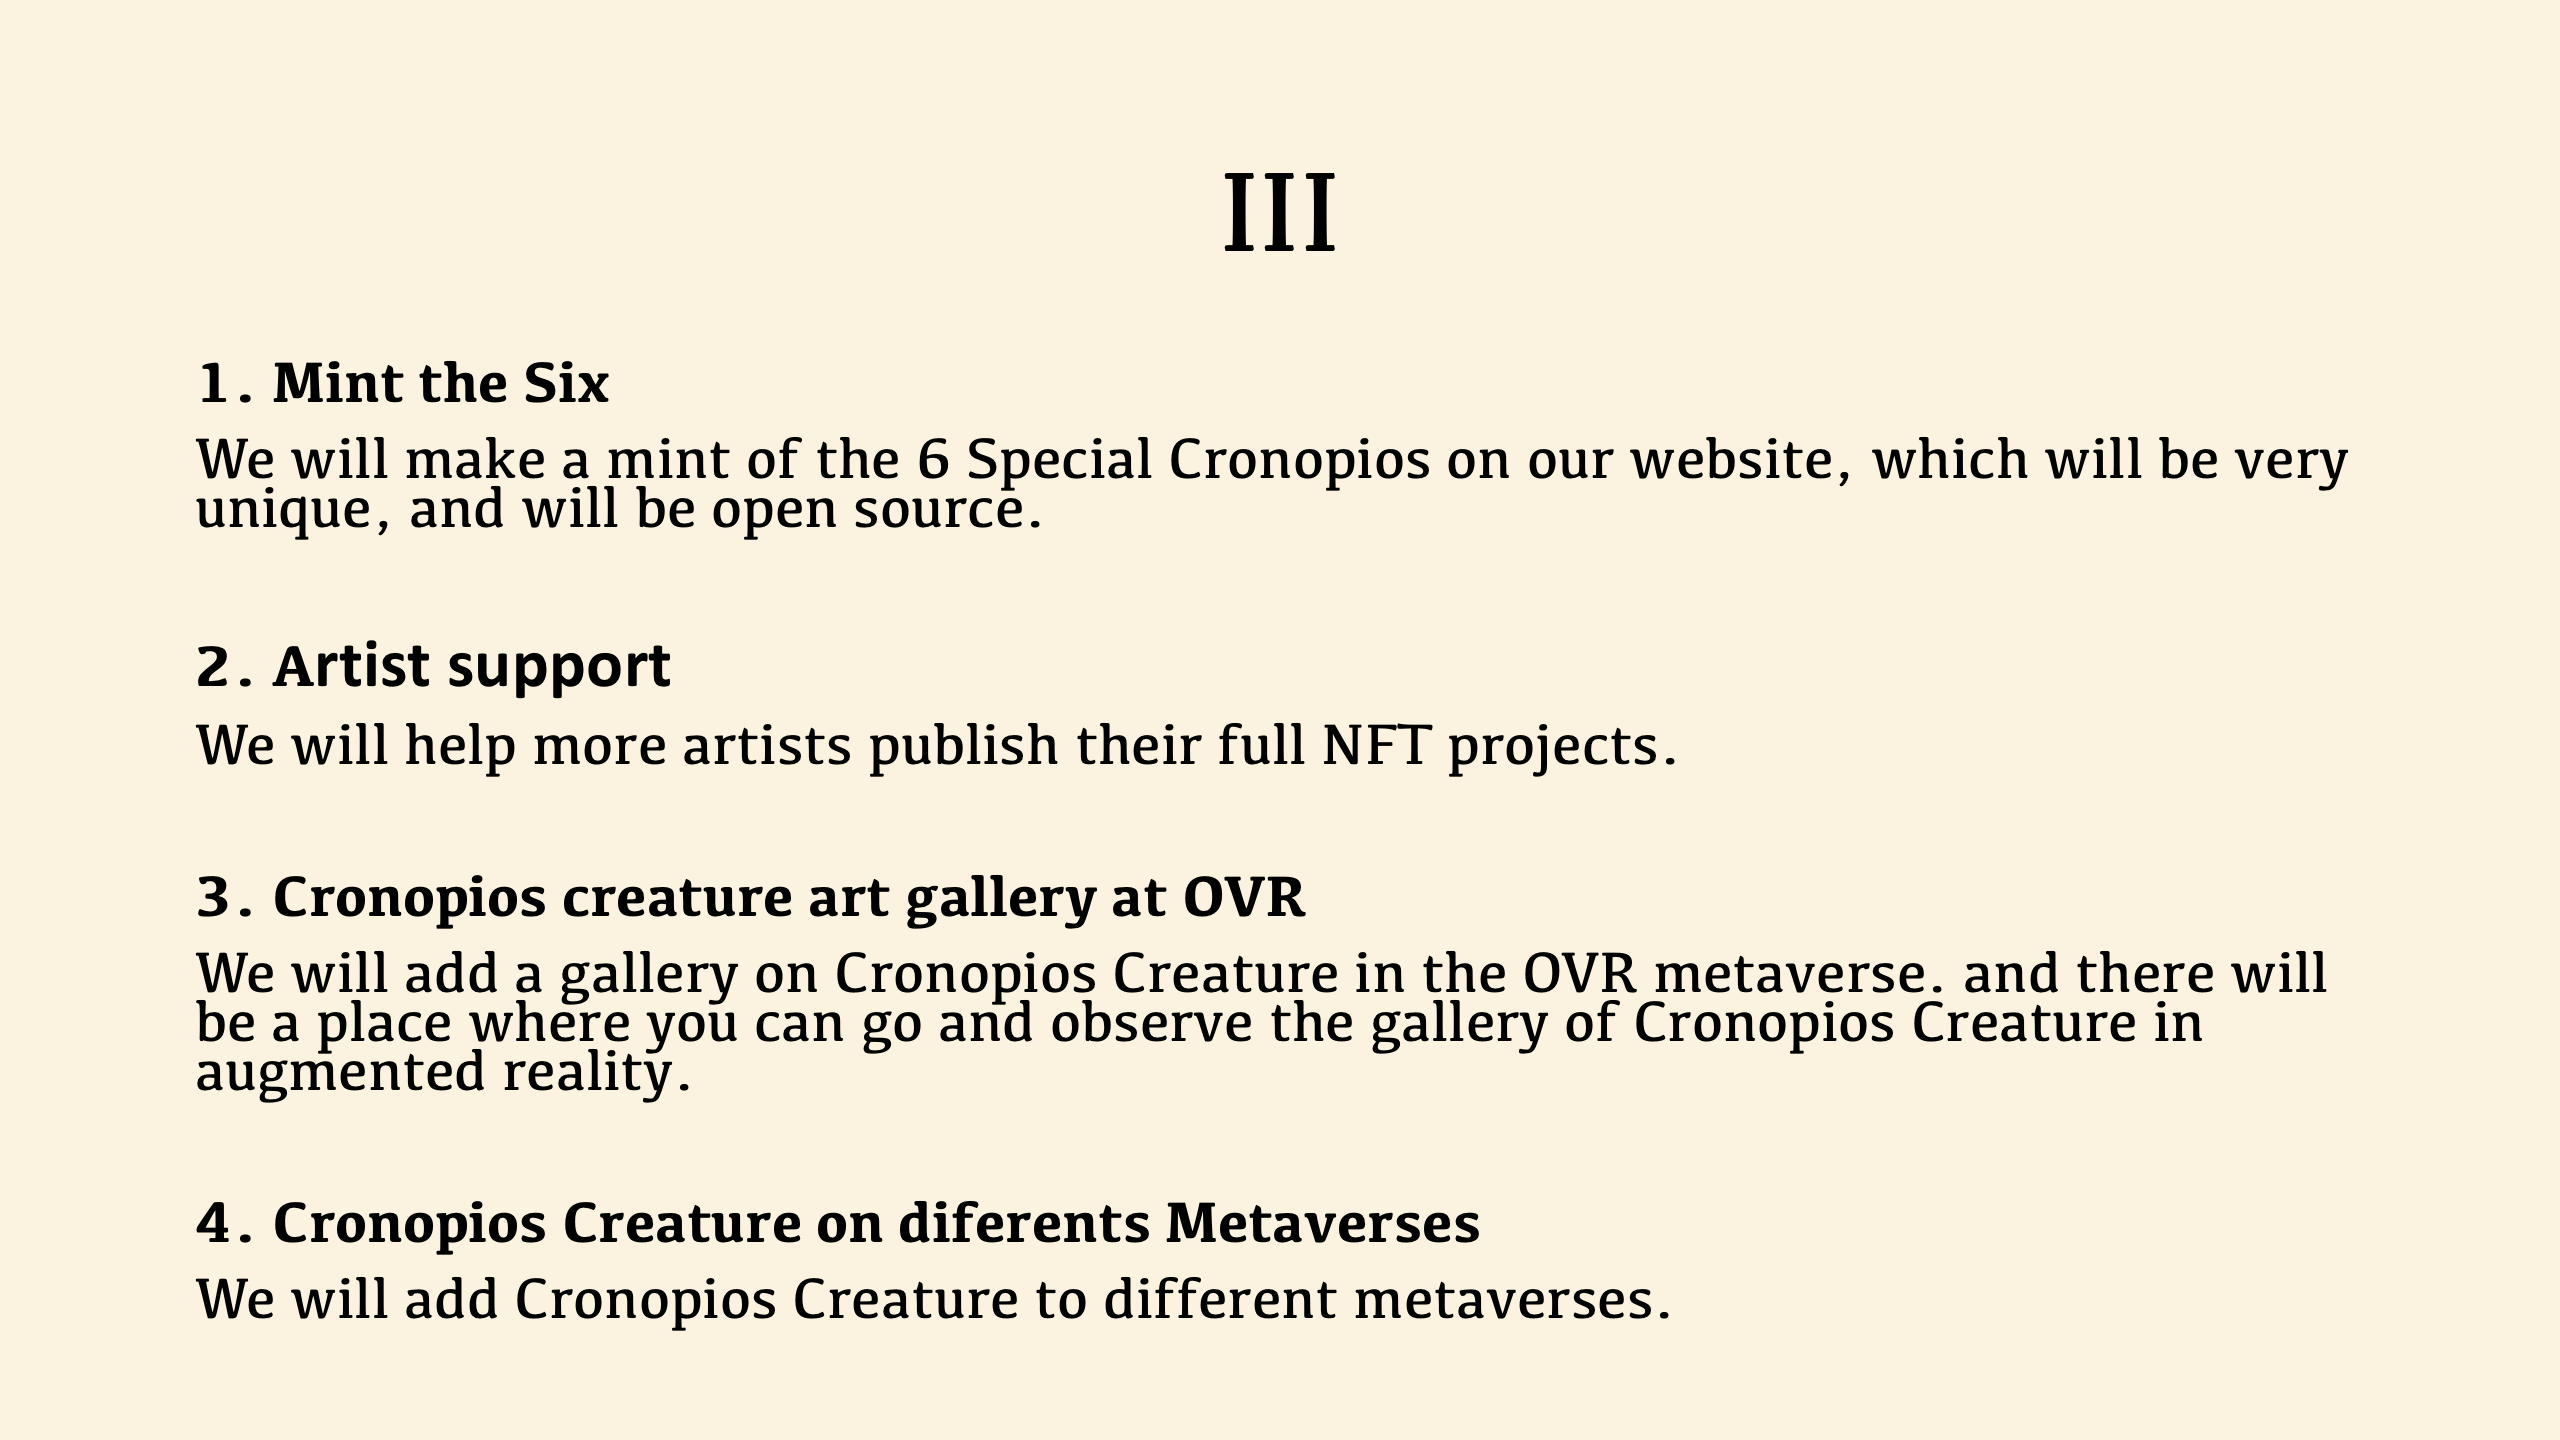 III
1. Mint the Six
We will make a mint of the 6 Special Cronopios on our website, which will be very
unique, and will be open source.
2. Artist support
We will help more artists publish their full NFT projects.
3. Cronopios creature art gallery at OVR
We will add a gallery on Cronopios Creature in the OVR metaverse. and there will
be a place where you can go and observe the gallery of Cronopios Creature in
augmented reality.
4. Cronopios Creature on diferents Metaverses
We will add Cronopios Creature to different metaverses.